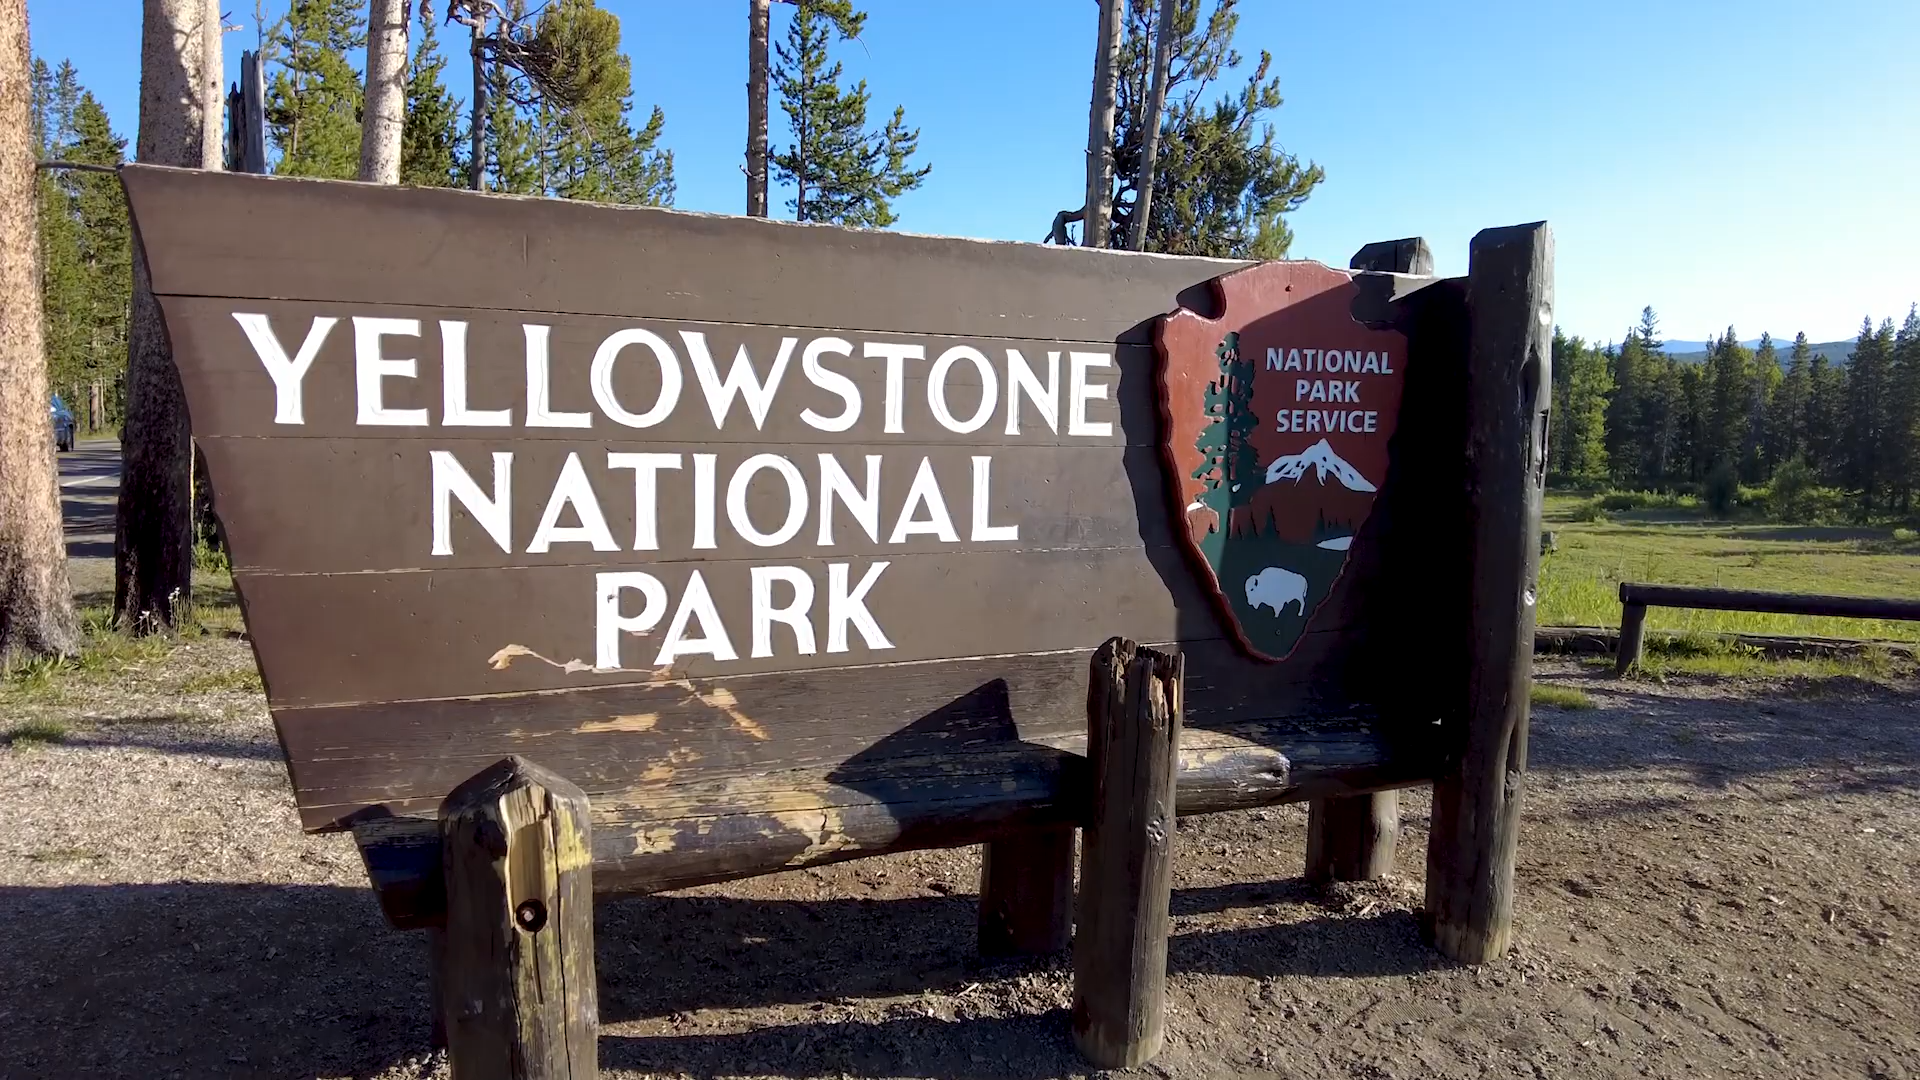 YELLOWSTONE
NATIONAL
PARK
NATIONAL
PARK
SERVICE